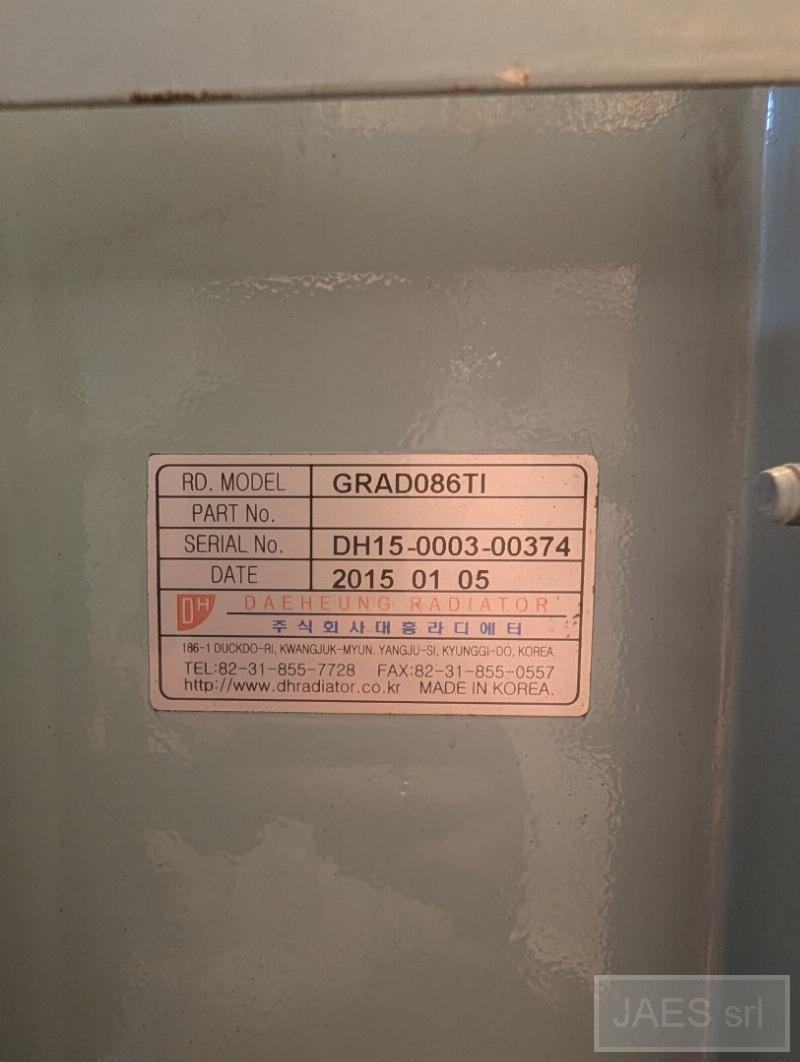 RD. MODEL GRAD086TI
PART No.
SERIAL No. DH15-0003-00374
DATE 2015 01 05
DH DAEHEUNG RADIATOR
주식회사대흥라디에터
186-1 DUCKDO-RI, KWANGJUK-MYUN. YANGJU-SI, KYUNGGI-DO, KOREA.
TEL:82-31-855-7728 FAX:82-31-855-0557
http://www.dhradiator.co.kr MADE IN KOREA.
JAES srl